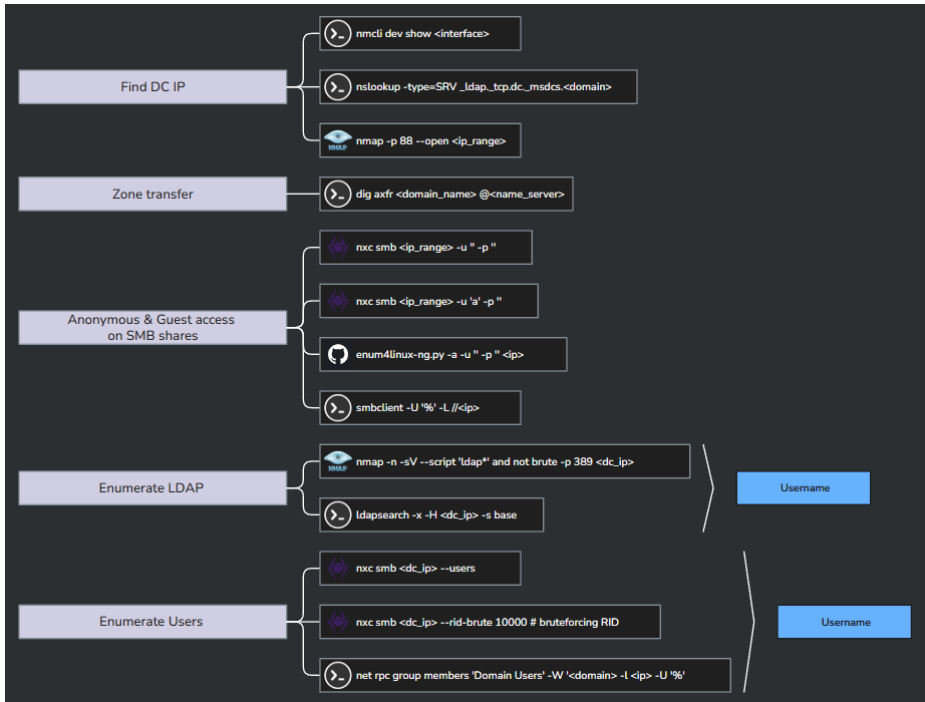 nmcli dev show <interface>
Find DC IP
nslookup -type=SRV _ldap._tcp.dc._msdcs.<domain>
NMAP
nmap -p 88 --open <ip_range>
Zone transfer
dig axfr <domain_name> @<name_server>
nxc smb <ip_range> -u '' -p ''
nxc smb <ip_range> -u 'a' -p ''
Anonymous & Guest access
on SMB shares
enum4linux-ng.py -a -u '' -p '' <ip>
smbclient -U '%' -L //<ip>
NMAP
nmap -n -sV --script 'ldap*' and not brute -p 389 <dc_ip>
Enumerate LDAP
Username
ldapsearch -x -H <dc_ip> -s base
nxc smb <dc_ip> --users
Enumerate Users
nxc smb <dc_ip> --rid-brute 10000 # bruteforcing RID
Username
net rpc group members 'Domain Users' -W '<domain> -l <ip> -U '%'